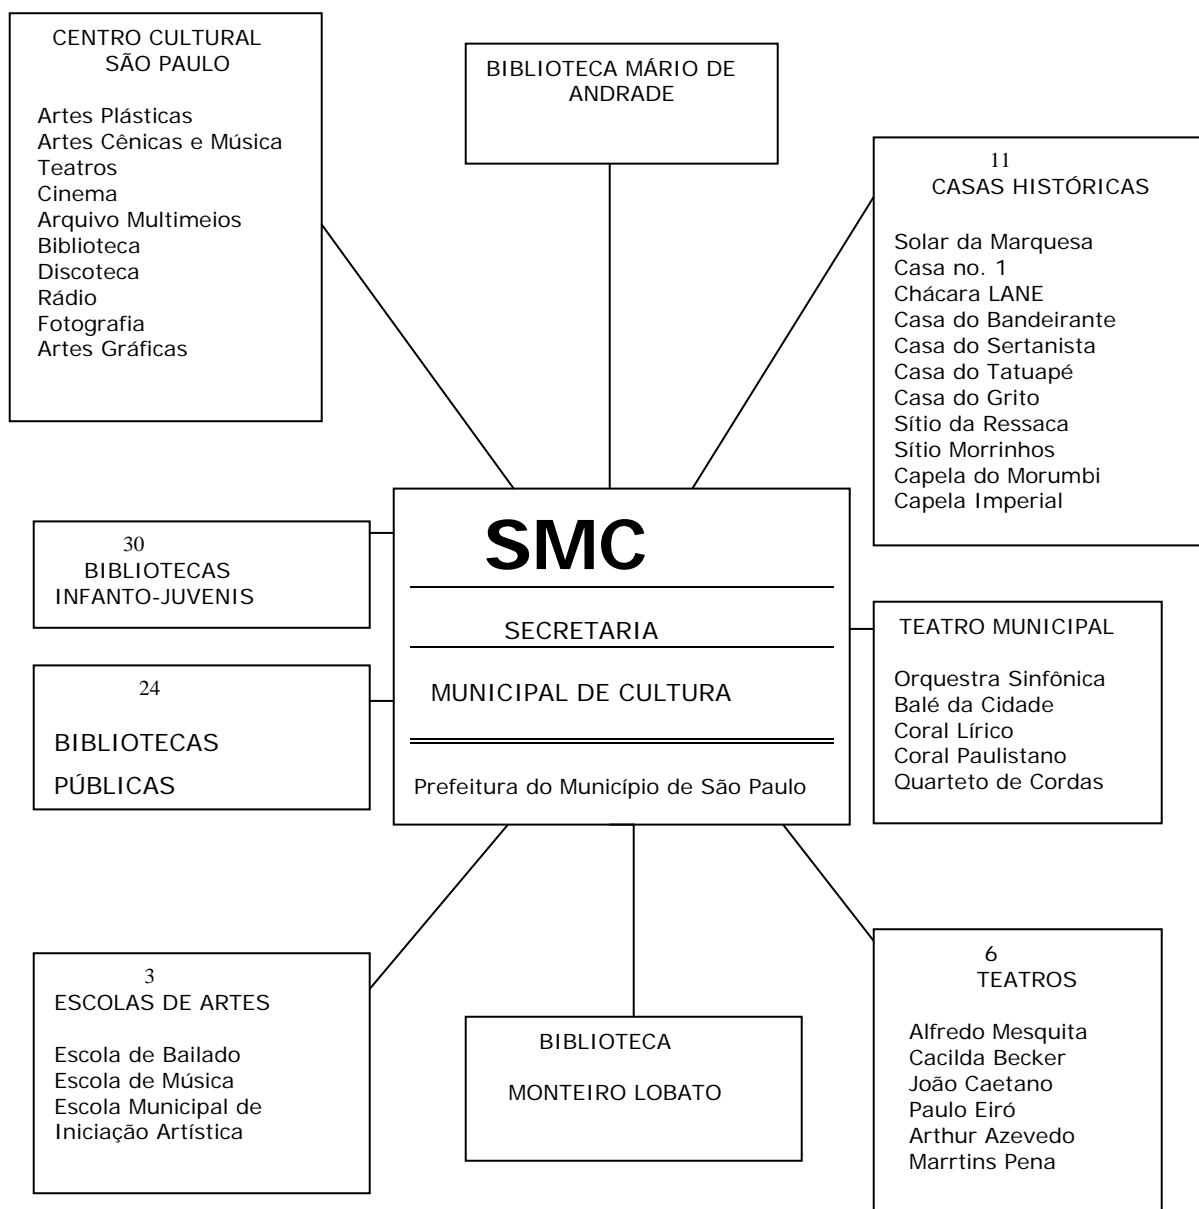 CENTRO CULTURAL
SÃO PAULO
Artes Plásticas
Artes Cênicas e Música
Teatros
Cinema
Arquivo Multimeios
Biblioteca
Discoteca
Rádio
Fotografia
Artes Gráficas
BIBLIOTECA MÁRIO DE
ANDRADE
11
CASAS HISTÓRICAS
Solar da Marquesa
Casa no. 1
Chácara LANE
Casa do Bandeirante
Casa do Sertanista
Casa do Tatuapé
Casa do Grito
Sítio da Ressaca
Sítio Morrinhos
Capela do Morumbi
Capela Imperial
30
BIBLIOTECAS
INFANTO-JUVENIS
24
BIBLIOTECAS
PÚBLICAS
SMC
SECRETARIA
MUNICIPAL DE CULTURA
Prefeitura do Município de São Paulo
TEATRO MUNICIPAL
Orquestra Sinfônica
Balé da Cidade
Coral Lírico
Coral Paulistano
Quarteto de Cordas
3
ESCOLAS DE ARTES
Escola de Bailado
Escola de Música
Escola Municipal de
Iniciação Artística
BIBLIOTECA
MONTEIRO LOBATO
6
TEATROS
Alfredo Mesquita
Cacilda Becker
João Caetano
Paulo Eiró
Arthur Azevedo
Marrtins Pena